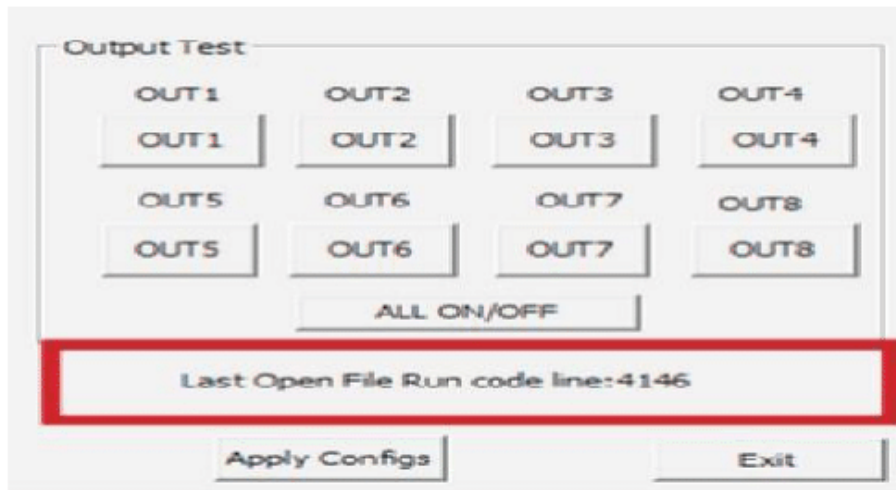 Output Test
OUT1 OUT2 OUT3 OUT4
OUT1 OUT2 OUT3 OUT4
OUT5 OUT6 OUT7 OUT8
OUT5 OUT6 OUT7 OUT8
ALL ON/OFF
Last Open File Run code line:4146
Apply Configs Exit